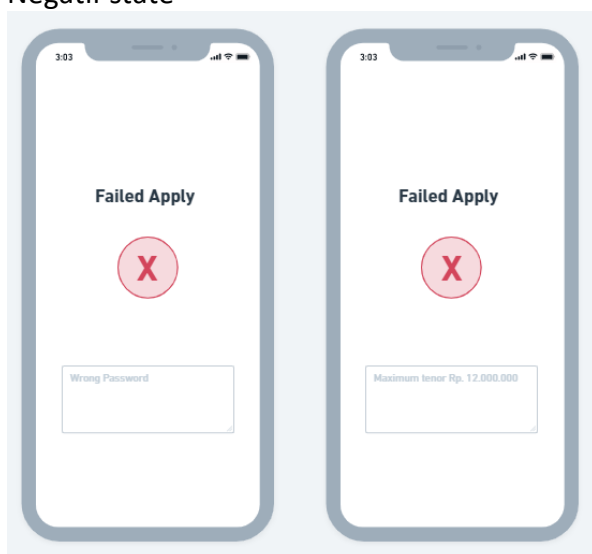 Negatif state
3:03
Failed Apply
X
Wrong Password
3:03
Failed Apply
X
Maximum tenor Rp. 12.000.000